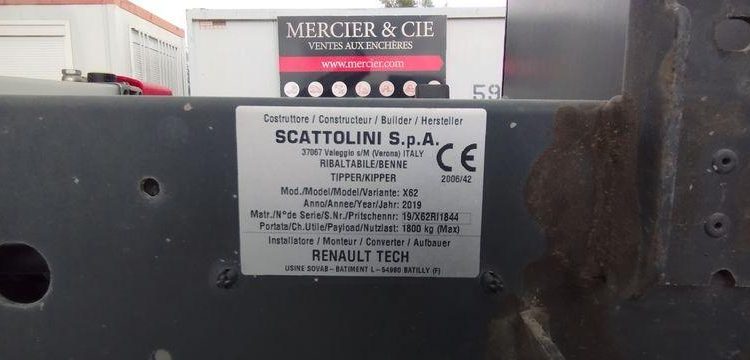 MERCIER & CIE
VENTES AUX ENCHÈRES
www.mercier.com
59
Costruttore / Constructeur / Builder / Hersteller
SCATTOLINI S.p.A.
37067 Valeggio s/M (Verona) ITALY
RIBALTABILE/BENNE
TIPPER/KIPPER
CE
2006/42
Mod./Model/Model/Variante: X62
Anno/Annee/Year/Jahr: 2019
Matr./N°de Serie/S.Nr./Pritschennr: 19/X62RI1844
Portata/Ch.Utile/Payload/Nutzlast: 1800 kg (Max)
Installatore / Monteur / Converter / Aufbauer
RENAULT TECH
USINE SOVAB - BATIMENT L - 54980 BATILLY (F)